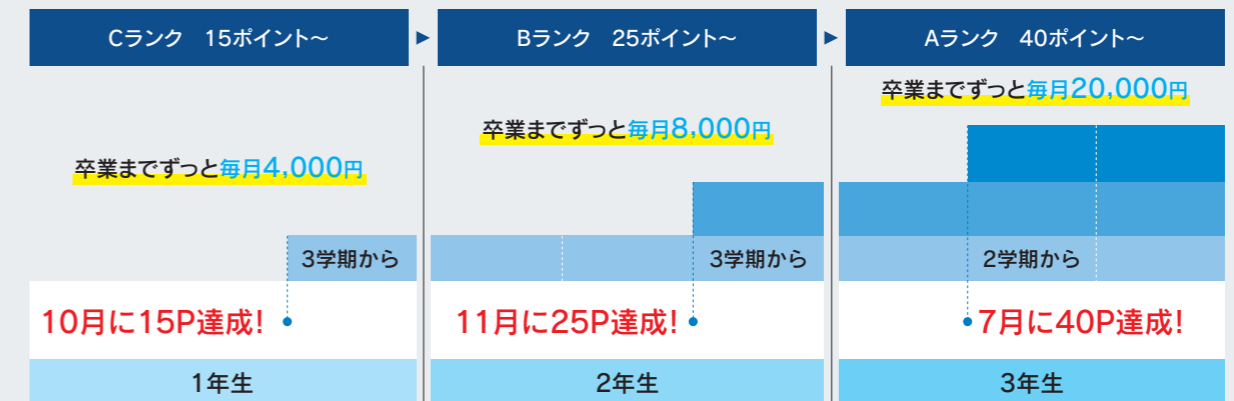 Cランク　15ポイント～
Bランク　25ポイント～
Aランク　40ポイント～
卒業までずっと毎月4,000円
卒業までずっと毎月8,000円
卒業までずっと毎月20,000円
3学期から
3学期から
2学期から
10月に15P達成!
11月に25P達成!
7月に40P達成!
1年生
2年生
3年生